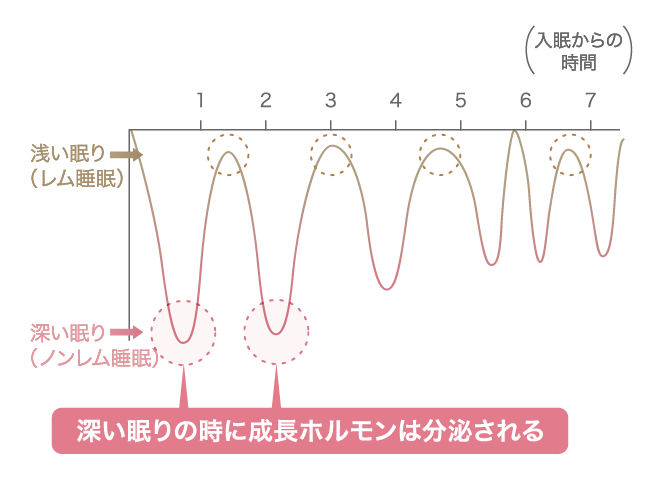 （入眠からの
時間）
1 2 3 4 5 6 7
浅い眠り
（レム睡眠）
深い眠り
（ノンレム睡眠）
深い眠りの時に成長ホルモンは分泌される